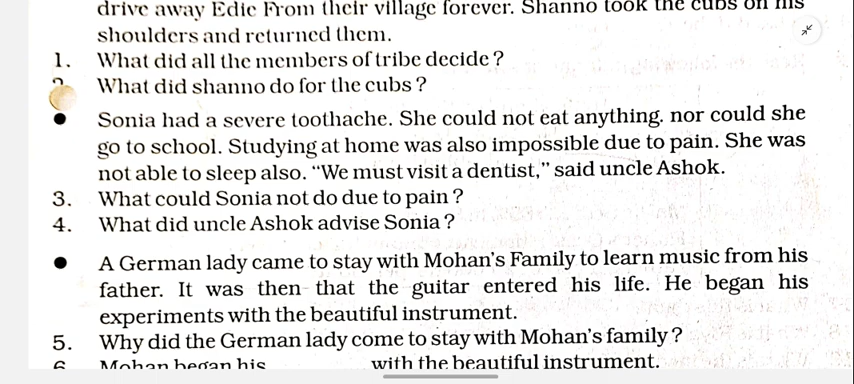 drive away Edie From their village forever. Shanno took the cubs on his
shoulders and returned them.
1. What did all the members of tribe decide?
What did shanno do for the cubs?
● Sonia had a severe toothache. She could not eat anything. nor could she
go to school. Studying at home was also impossible due to pain. She was
not able to sleep also. “We must visit a dentist,” said uncle Ashok.
3. What could Sonia not do due to pain?
4. What did uncle Ashok advise Sonia?
● A German lady came to stay with Mohan's Family to learn music from his
father. It was then that the guitar entered his life. He began his
experiments with the beautiful instrument.
5. Why did the German lady come to stay with Mohan's family?
Mohan began his ________ with the beautiful instrument.